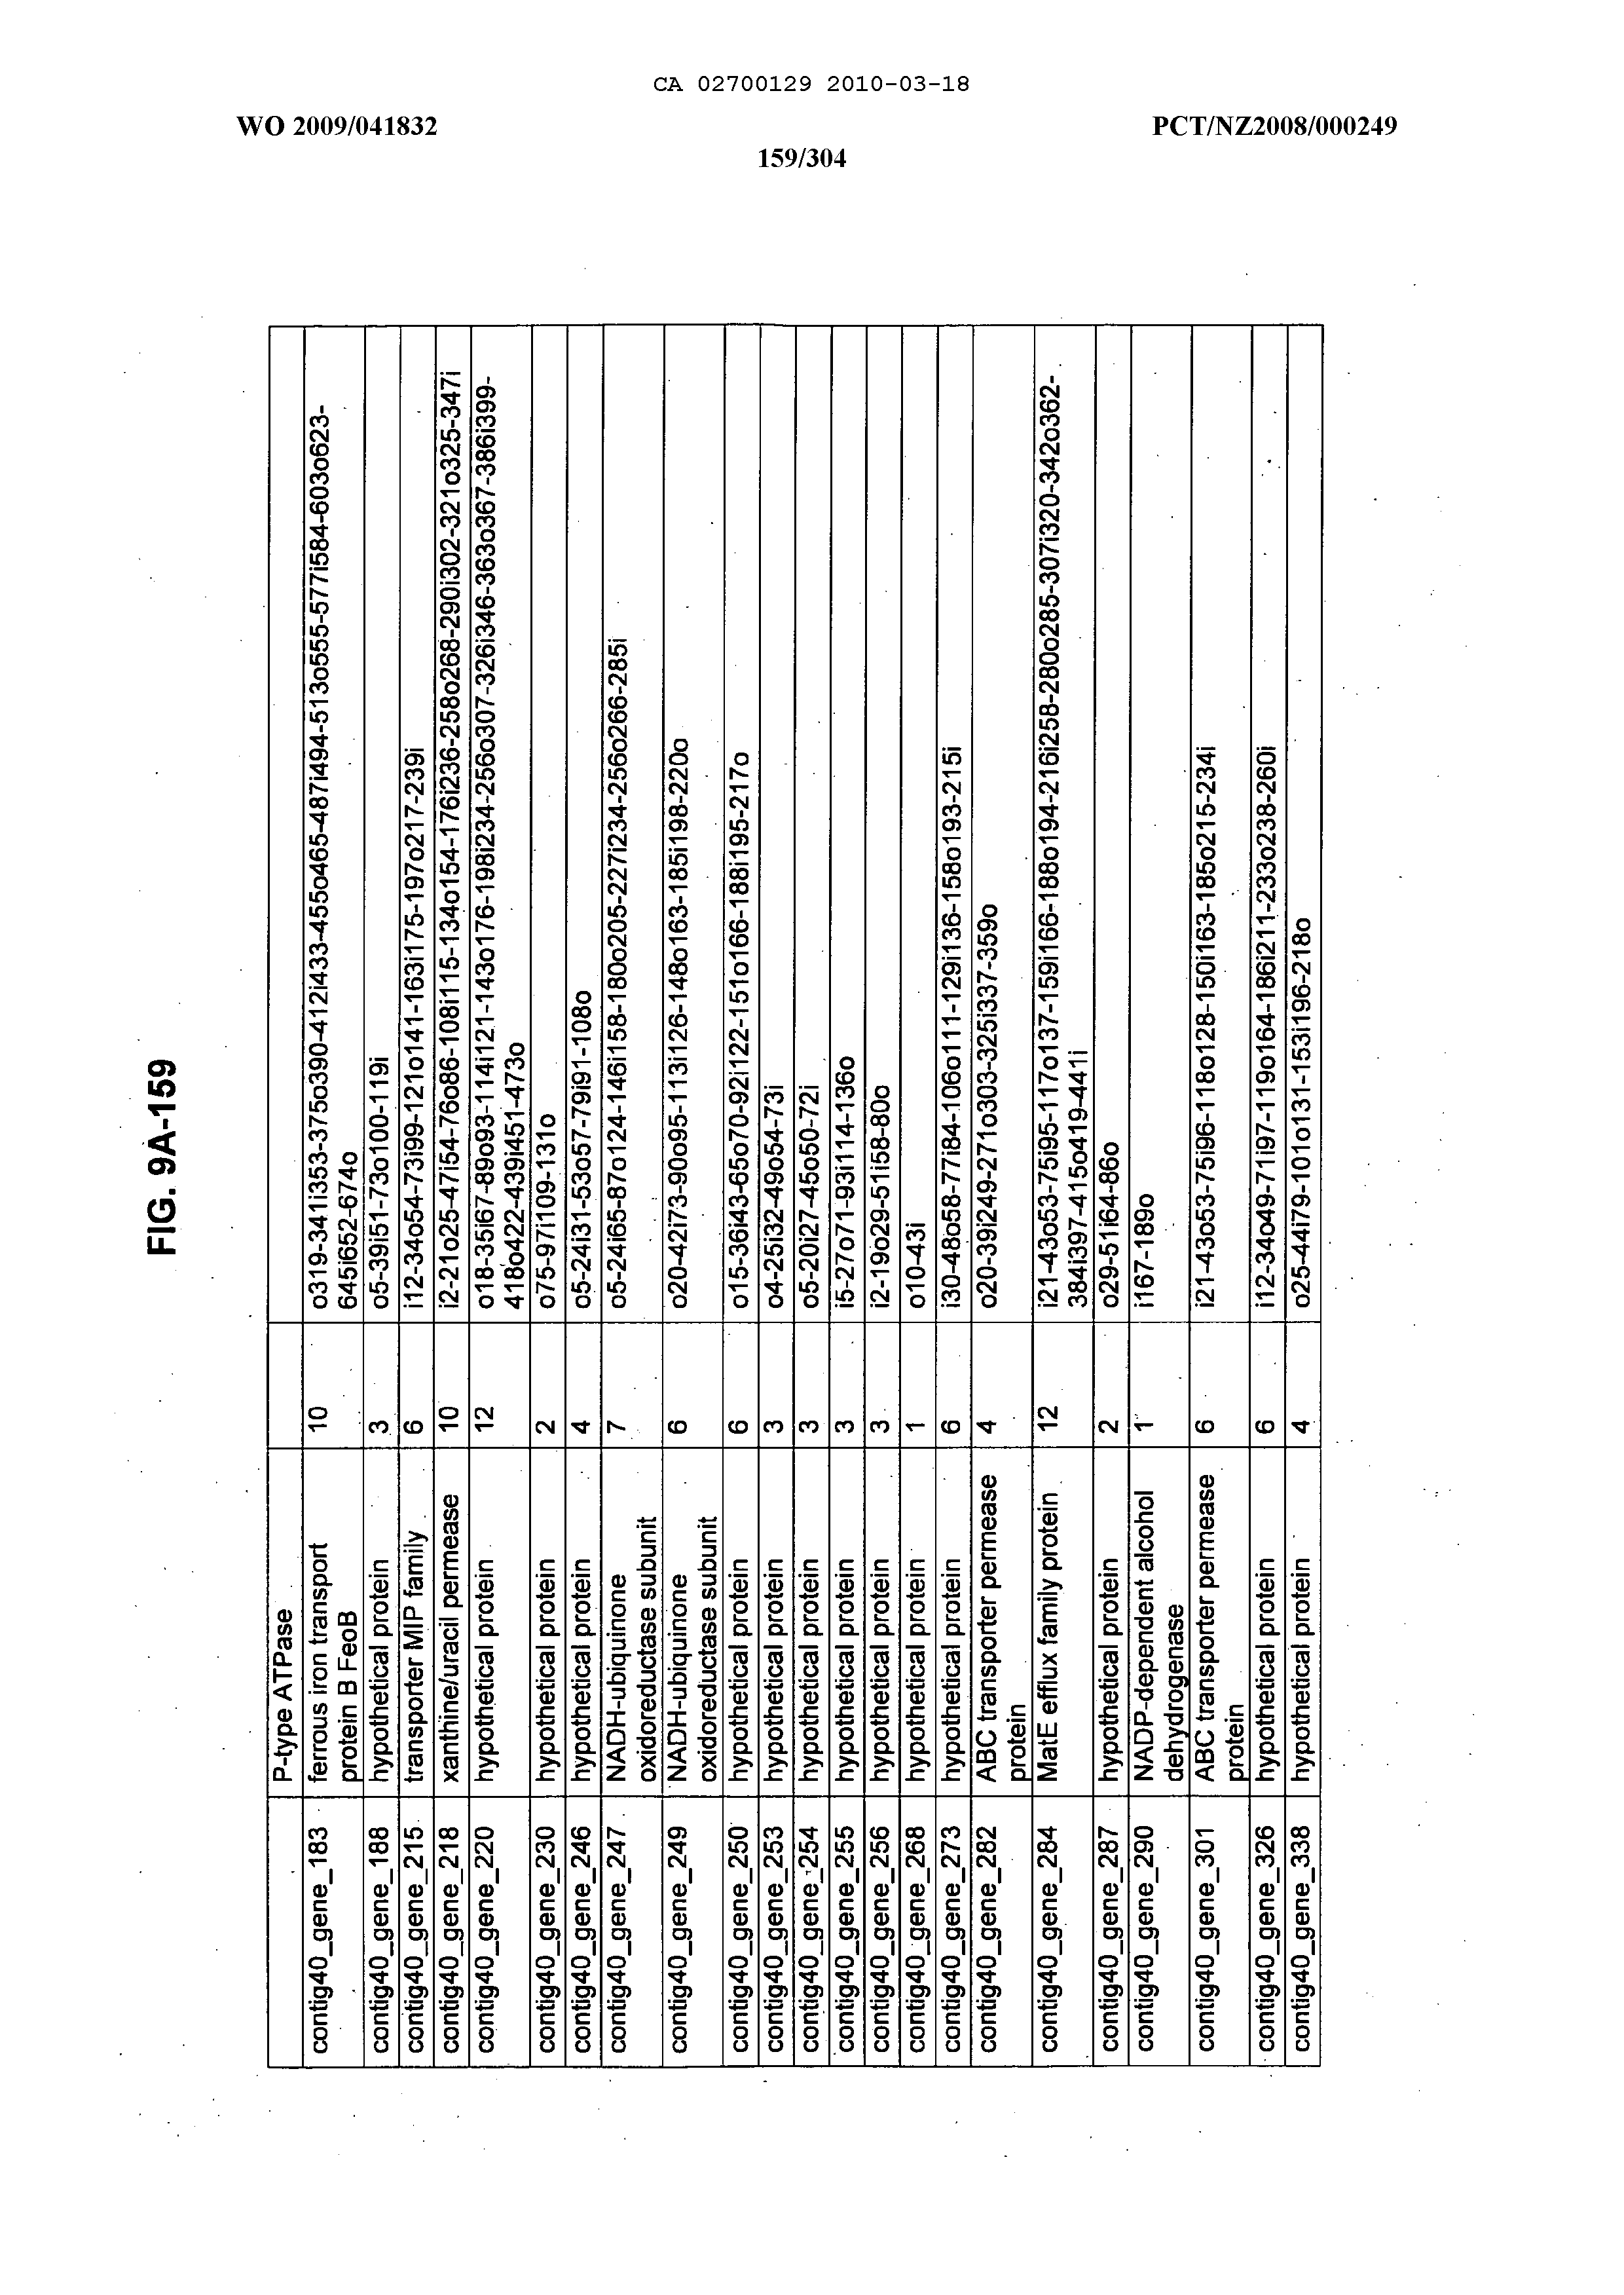 CA 02700129 2010-03-18
WO 2009/041832
PCT/NZ2008/000249
159/304
FIG. 9A-159
P-type ATPase
contig40_gene_183 ferrous iron transport 10 o319-341i353-375o390-412i433-455o465-487i494-513o555-577i584-603o623-
protein B FeoB 645i652-674o
contig40_gene_188 hypothetical protein 3 o5-39i51-73o100-119i
contig40_gene_215 transporter MIP family 6 i12-34o54-73i99-121o141-163i175-197o217-239i
contig40_gene_218 xanthine/uracil permease 10 i2-21o25-47i54-76o86-108i115-134o154-176i236-258o268-290i302-321o325-347i
contig40_gene_220 hypothetical protein 12 o18-35i67-89o93-114i121-143o176-198i234-256o307-326i346-363o367-386i399-
418o422-439i451-473o
contig40_gene_230 hypothetical protein 2 o75-97i109-131o
contig40_gene_246 hypothetical protein 4 o5-24i31-53o57-79i91-108o
contig40_gene_247 NADH-ubiquinone 7 o5-24i65-87o124-146i158-180o205-227i234-256o266-285i
oxidoreductase subunit
contig40_gene_249 NADH-ubiquinone 6 o20-42i73-90o95-113i126-148o163-185i198-220o
oxidoreductase subunit
contig40_gene_250 hypothetical protein 6 o15-36i43-65o70-92i122-151o166-188i195-217o
contig40_gene_253 hypothetical protein 3 o4-25i32-49o54-73i
contig40_gene_254 hypothetical protein 3 o5-20i27-45o50-72i
contig40_gene_255 hypothetical protein 3 i5-27o71-93i114-136o
contig40_gene_256 hypothetical protein 3 i2-19o29-51i58-80o
contig40_gene_268 hypothetical protein 1 o10-43i
contig40_gene_273 hypothetical protein 6 i30-48o58-77i84-106o111-129i136-158o193-215i
contig40_gene_282 ABC transporter permease 4 o20-39i249-271o303-325i337-359o
protein
contig40_gene_284 MatE efflux family protein 12 i21-43o53-75i95-117o137-159i166-188o194-216i258-280o285-307i320-342o362-
384i397-415o419-441i
contig40_gene_287 hypothetical protein 2 o29-51i64-86o
contig40_gene_290 NADP-dependent alcohol 1 i167-189o
dehydrogenase
contig40_gene_301 ABC transporter permease 6 i21-43o53-75i96-118o128-150i163-185o215-234i
protein
contig40_gene_326 hypothetical protein 6 i12-34o49-71i97-119o164-186i211-233o238-260i
contig40_gene_338 hypothetical protein 4 o25-44i79-101o131-153i196-218o